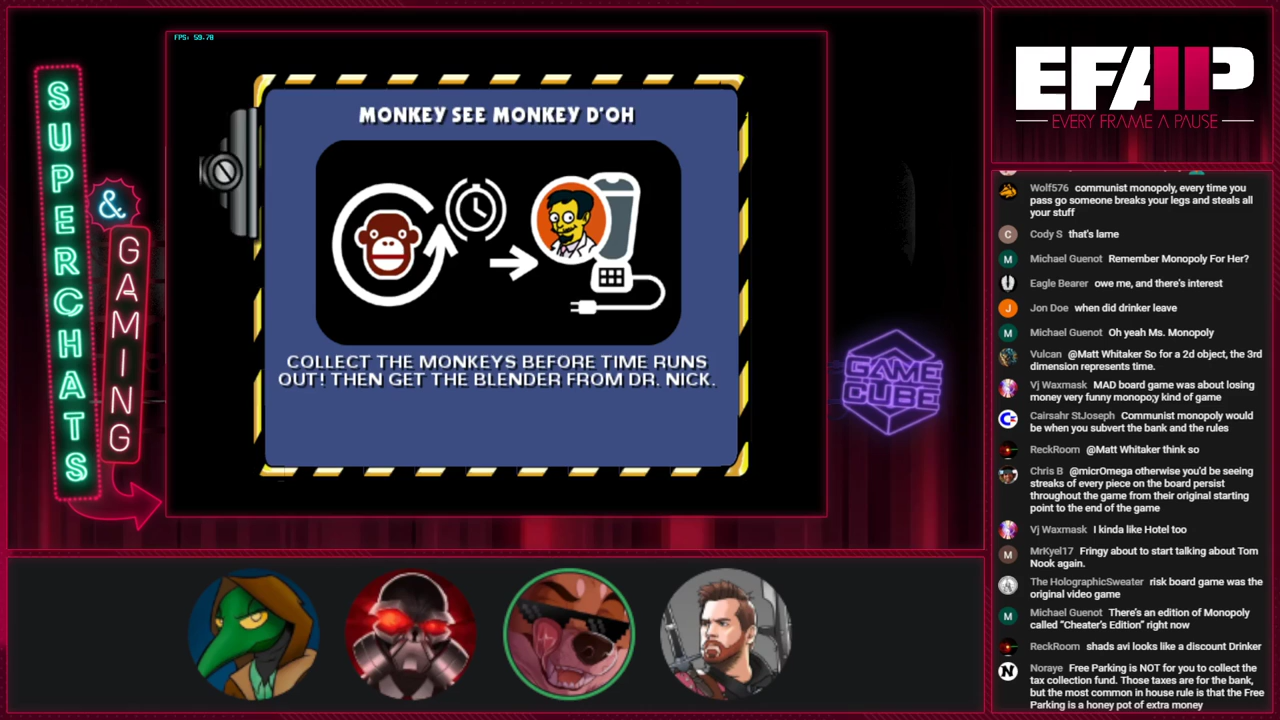 FPS: 59.78
SUPERCHATS
&
GAMING
MONKEY SEE MONKEY D'OH
COLLECT THE MONKEYS BEFORE TIME RUNS
OUT! THEN GET THE BLENDER FROM DR. NICK.
GAME
CUBE
EFAP
EVERY FRAME A PAUSE
Wolf576 communist monopoly, every time you
pass go someone breaks your legs and steals all
your stuff
C
Cody S that's lame
M
Michael Guenot Remember Monopoly For Her?
Eagle Bearer owe me, and there's interest
J
Jon Doe when did drinker leave
M
Michael Guenot Oh yeah Ms. Monopoly
Vulcan @Matt Whitaker So for a 2d object, the 3rd
dimension represents time.
Vj Waxmask MAD board game was about losing
money very funny monopo;y kind of game
Cairsahr StJoseph Communist monopoly would
be when you subvert the bank and the rules
ReckRoom @Matt Whitaker think so
Chris B @micrOmega otherwise you'd be seeing
streaks of every piece on the board persist
throughout the game from their original starting
point to the end of the game
Vj Waxmask I kinda like Hotel too
M
MrKyel17 Fringy about to start talking about Tom
Nook again.
The HolographicSweater risk board game was the
original video game
M
Michael Guenot There's an edition of Monopoly
called "Cheater's Edition" right now
ReckRoom shads avi looks like a discount Drinker
N
Noraye Free Parking is NOT for you to collect the
tax collection fund. Those taxes are for the bank,
but the most common in house rule is that the Free
Parking is a honey pot of extra money